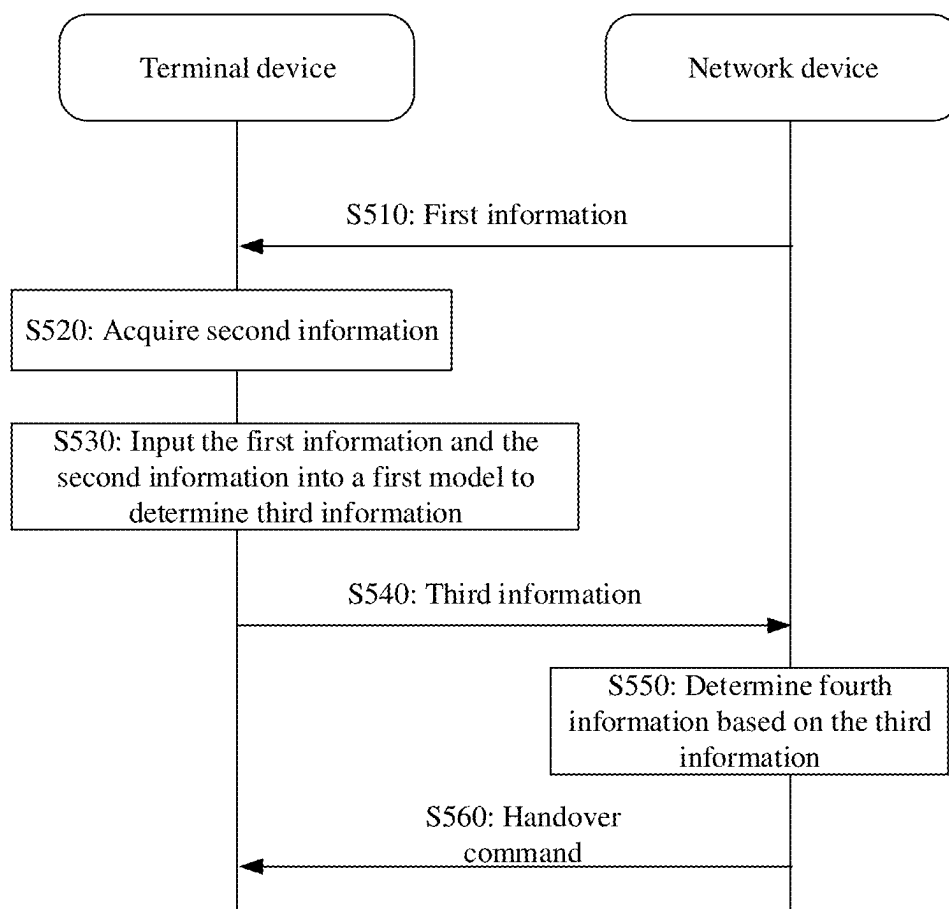 Terminal device
Network device
S510: First information
S520: Acquire second information
S530: Input the first information and the
second information into a first model to
determine third information
S540: Third information
S550: Determine fourth
information based on the third
information
S560: Handover
command